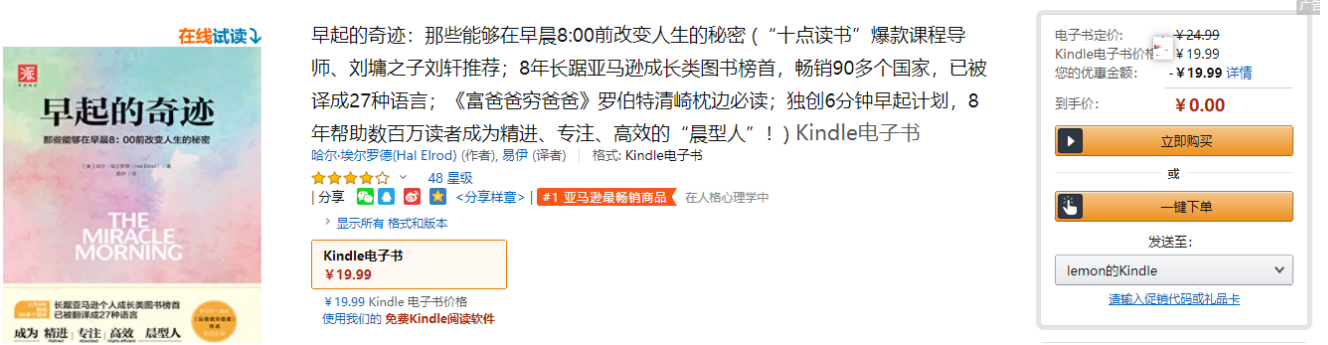 在线试读
派
早起的奇迹
那些能够在早晨8：00前改变人生的秘密
THE
MIRACLE
MORNING
长踞亚马逊个人成长类图书榜首
已被翻译成27种语言
成为 精进 专注 高效 晨型人
早起的奇迹：那些能够在早晨8:00前改变人生的秘密 (“十点读书”爆款课程导
师、刘墉之子刘轩推荐；8年长踞亚马逊成长类图书榜首，畅销90多个国家，已被
译成27种语言；《富爸爸穷爸爸》罗伯特清崎枕边必读；独创6分钟早起计划，8
年帮助数百万读者成为精进、专注、高效的“晨型人”！) Kindle电子书
哈尔·埃尔罗德(Hal Elrod) (作者), 易伊 (译者) | 格式: Kindle电子书
48 星级
| 分享 <分享样章> | #1 亚马逊最畅销商品 在人格心理学中
显示所有 格式和版本
Kindle电子书
￥19.99
￥19.99 Kindle 电子书价格
使用我们的 免费Kindle阅读软件
广告
电子书定价: ￥24.99
Kindle电子书价格 ￥19.99
您的优惠金额: -￥19.99 详情
到手价: ￥0.00
立即购买
或
一键下单
发送至:
lemon的Kindle
请输入促销代码或礼品卡